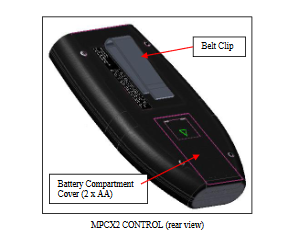 Belt Clip
Battery Compartment
Cover (2 x AA)
MPCX2 CONTROL (rear view)